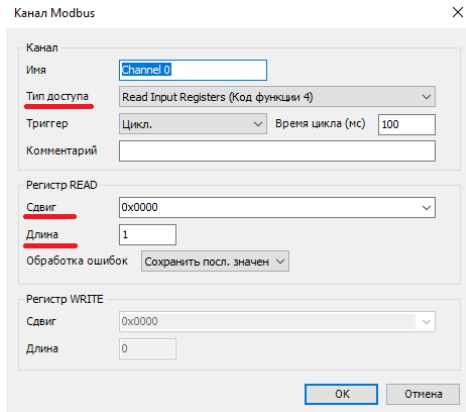 Канал Modbus
Канал
Имя Channel 0
Тип доступа Read Input Registers (Код функции 4)
Триггер Цикл. Время цикла (мс) 100
Комментарий
Регистр READ
Сдвиг 0x0000
Длина 1
Обработка ошибок Сохранить посл. значен
Регистр WRITE
Сдвиг 0x0000
Длина 0
OK Отмена